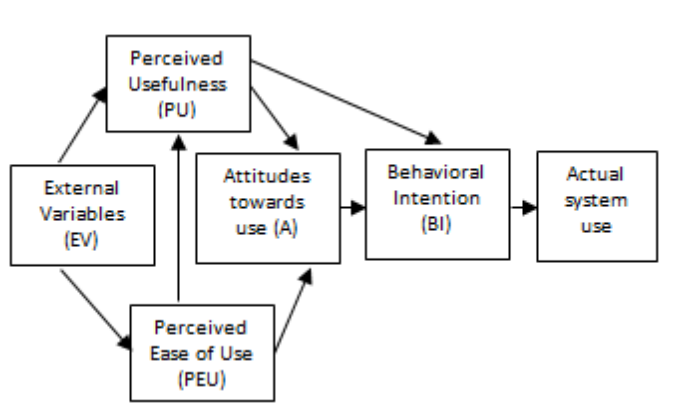 Perceived
Usefulness
(PU)
External
Variables
(EV)
Attitudes
towards
use (A)
Behavioral
Intention
(BI)
Actual
system
use
Perceived
Ease of Use
(PEU)